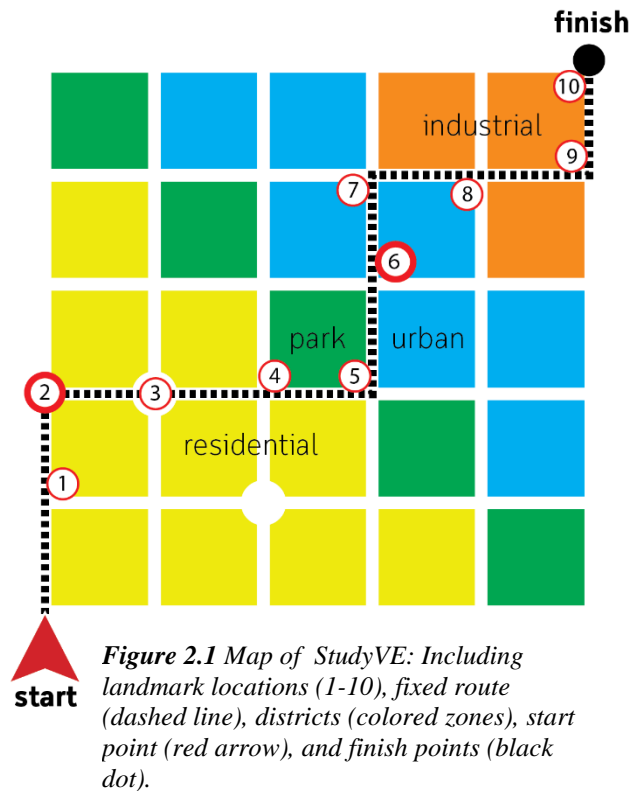 finish
10
industrial
9
7
8
6
park
urban
4
5
2
3
residential
1
start
Figure 2.1 Map of StudyVE: Including
landmark locations (1-10), fixed route
(dashed line), districts (colored zones), start
point (red arrow), and finish points (black
dot).